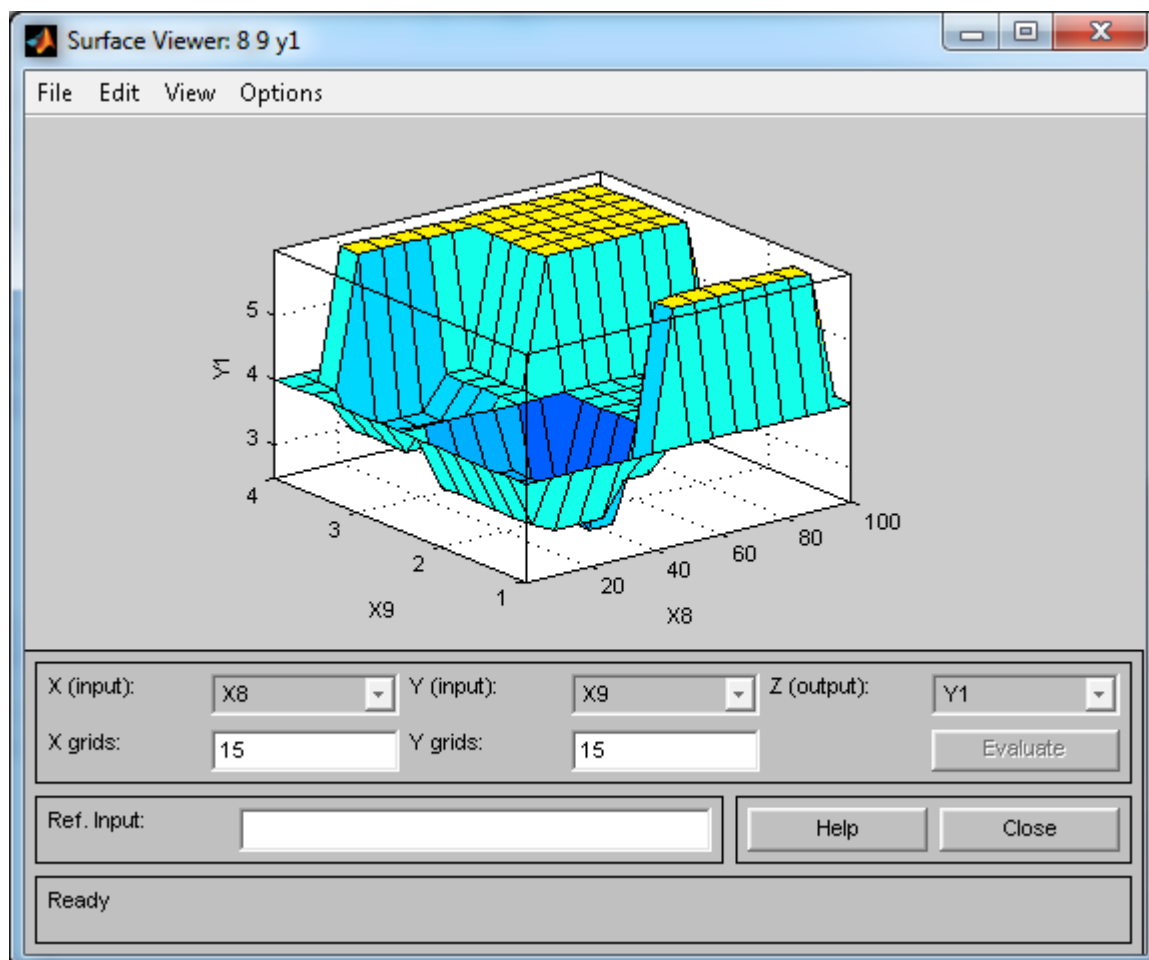 Surface Viewer: 8 9 y1
File Edit View Options
5
4
3
Y1
4
3
2
1
X9
20
40
60
80
100
X8
X (input): X8 Y (input): X9 Z (output): Y1
X grids: 15 Y grids: 15 Evaluate
Ref. Input: Help Close
Ready